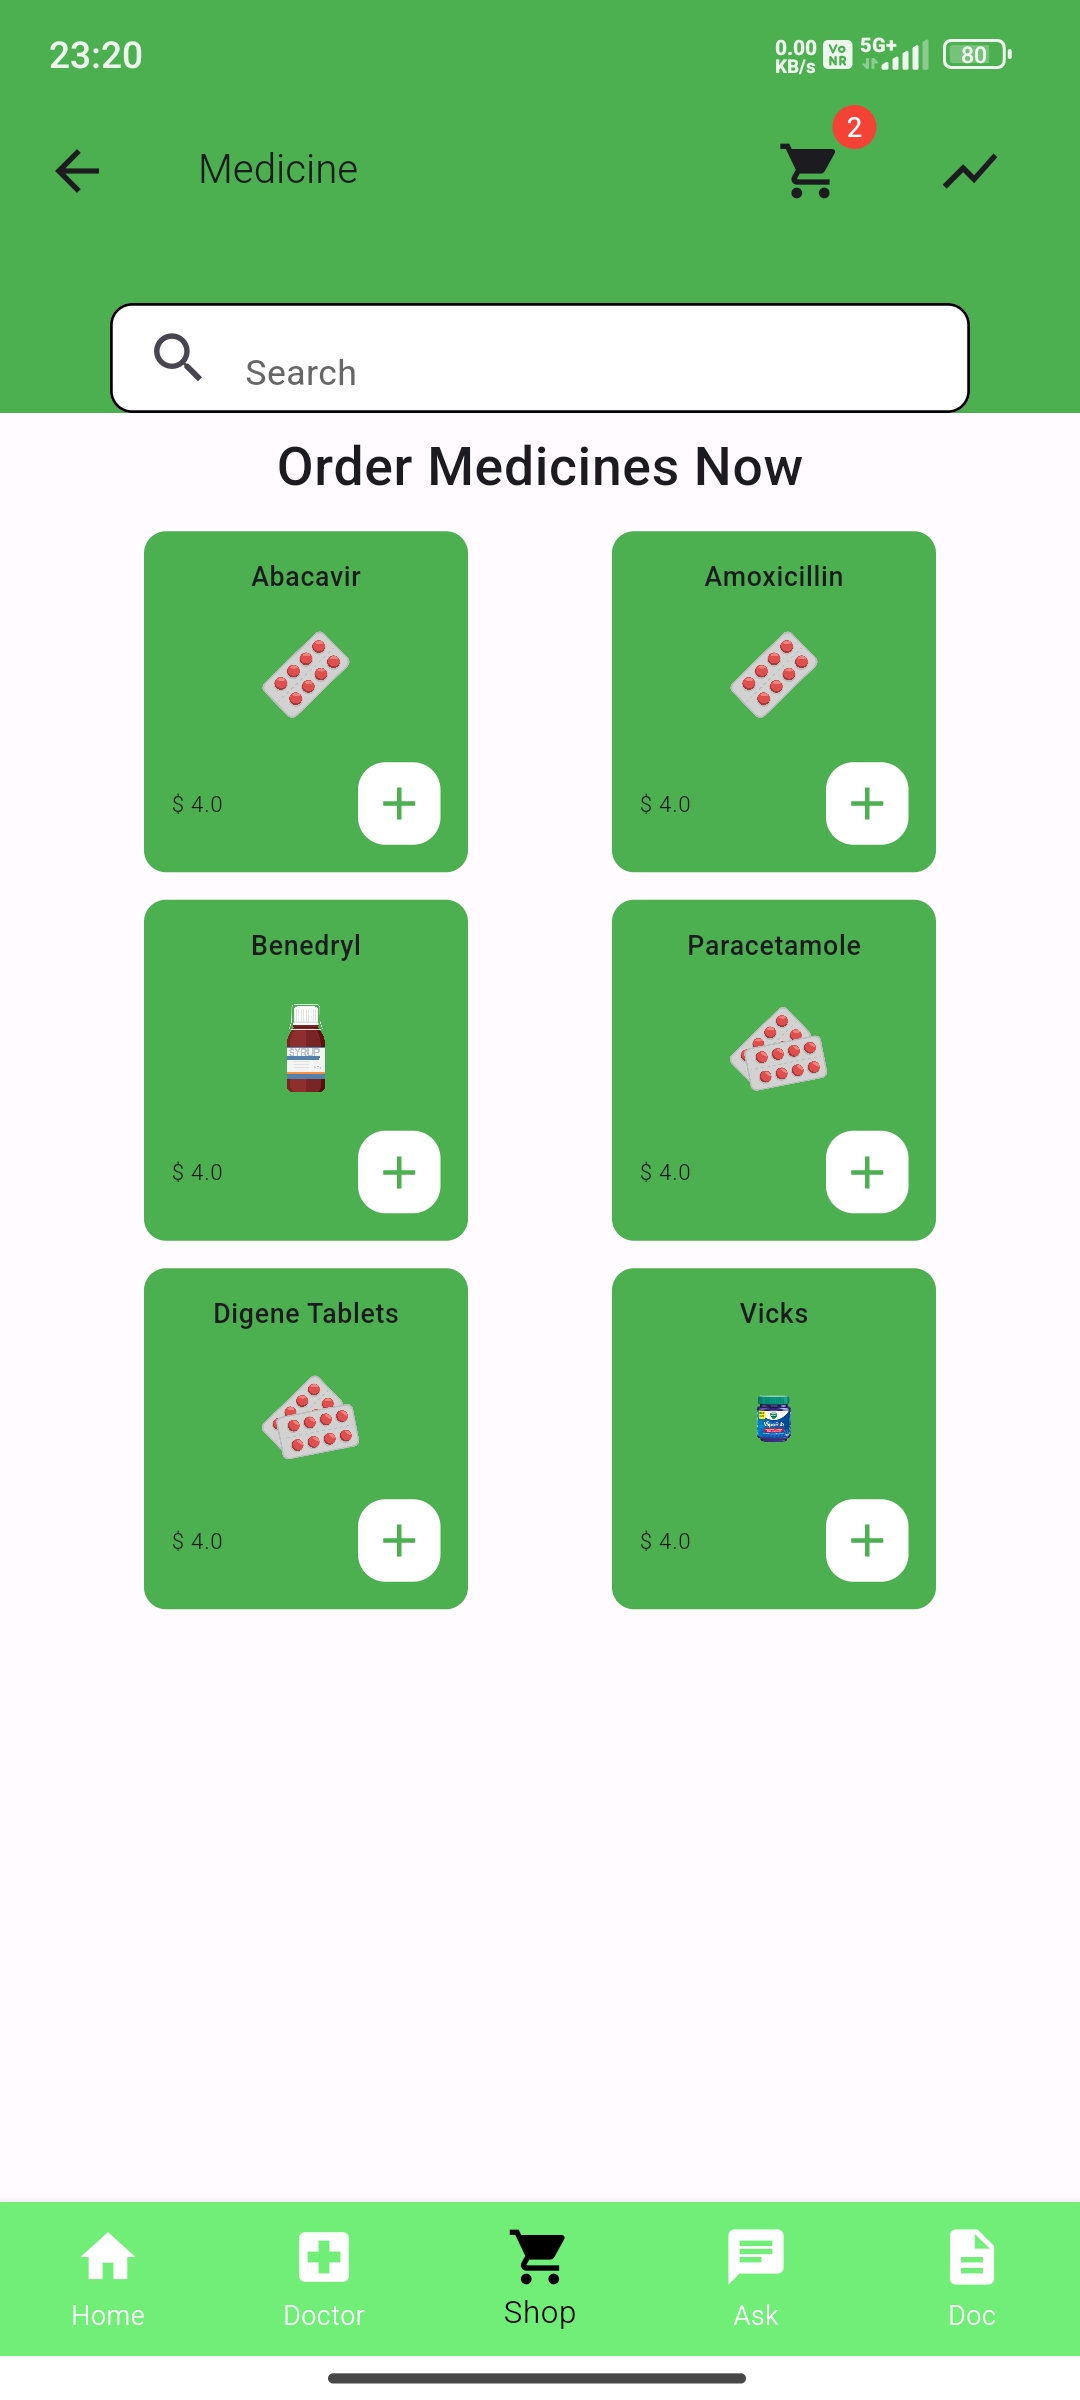 23:20
0.00
KB/s
Vo
NR
5G+
80
Medicine
2
Search
Order Medicines Now
Abacavir
Amoxicillin
$ 4.0
$ 4.0
Benedryl
Paracetamole
SYRUP
$ 4.0
$ 4.0
Digene Tablets
Vicks
$ 4.0
$ 4.0
Home
Doctor
Shop
Ask
Doc